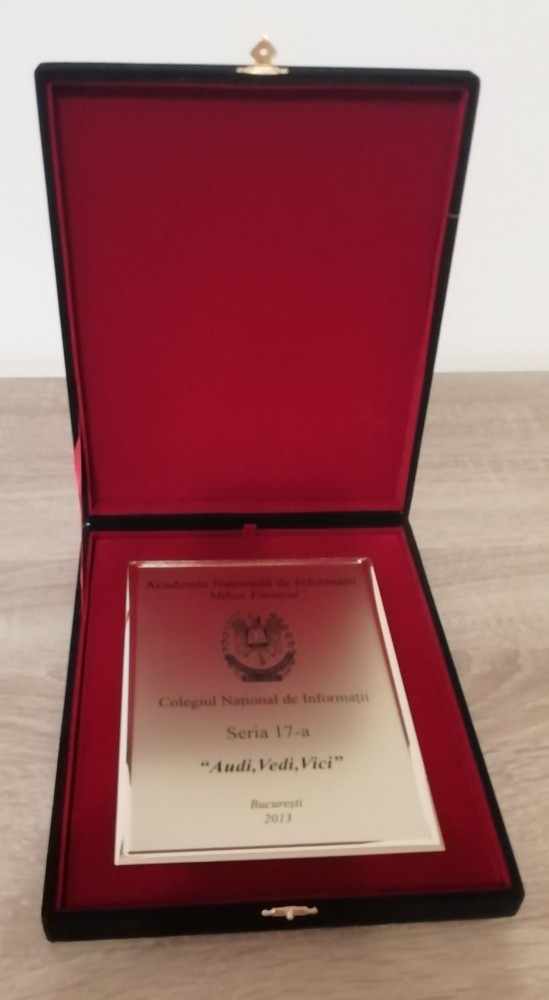 Academia Națională de Informații
"Mihai Viteazul"
Colegiul Național de Informații
Seria 17-a
“Audi,Vedi,Vici”
București
2013